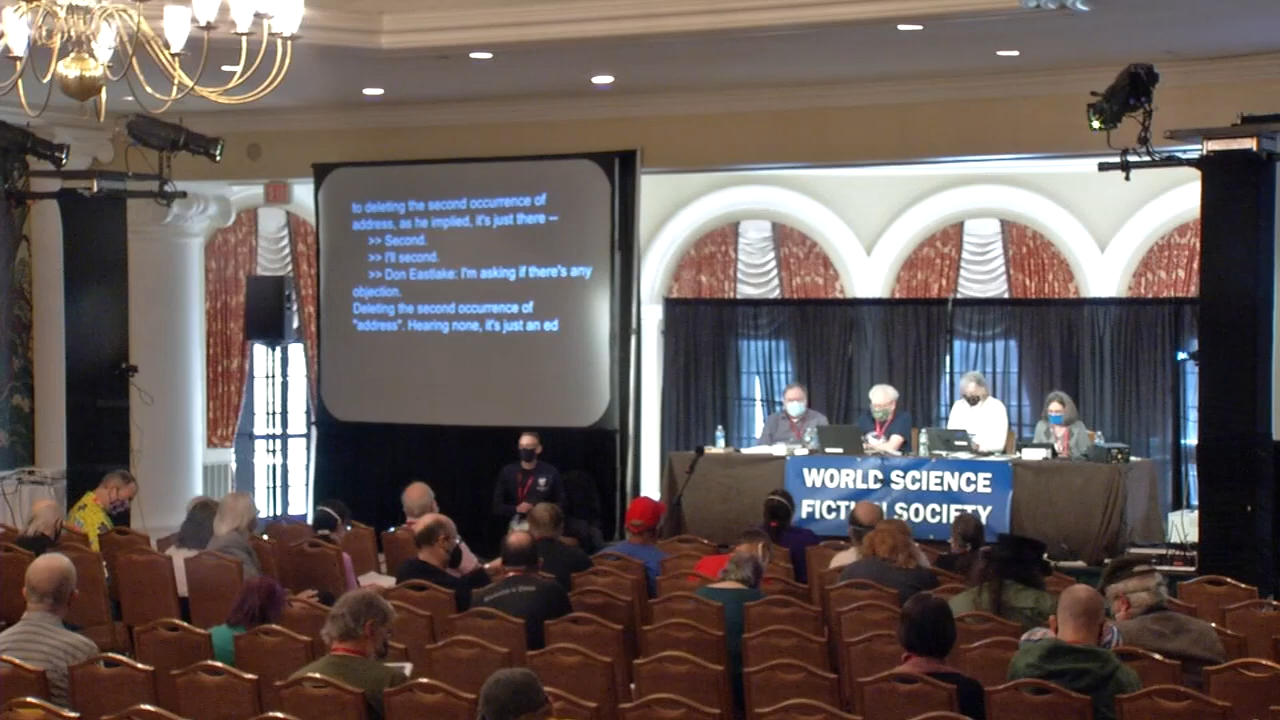 to deleting the second occurrence of
address, as he implied, it's just there --
>> Second.
>> I'll second.
>> Don Eastlake: I'm asking if there's any
objection.
Deleting the second occurrence of
"address". Hearing none, it's just an ed
WORLD SCIENCE
FICTION SOCIETY